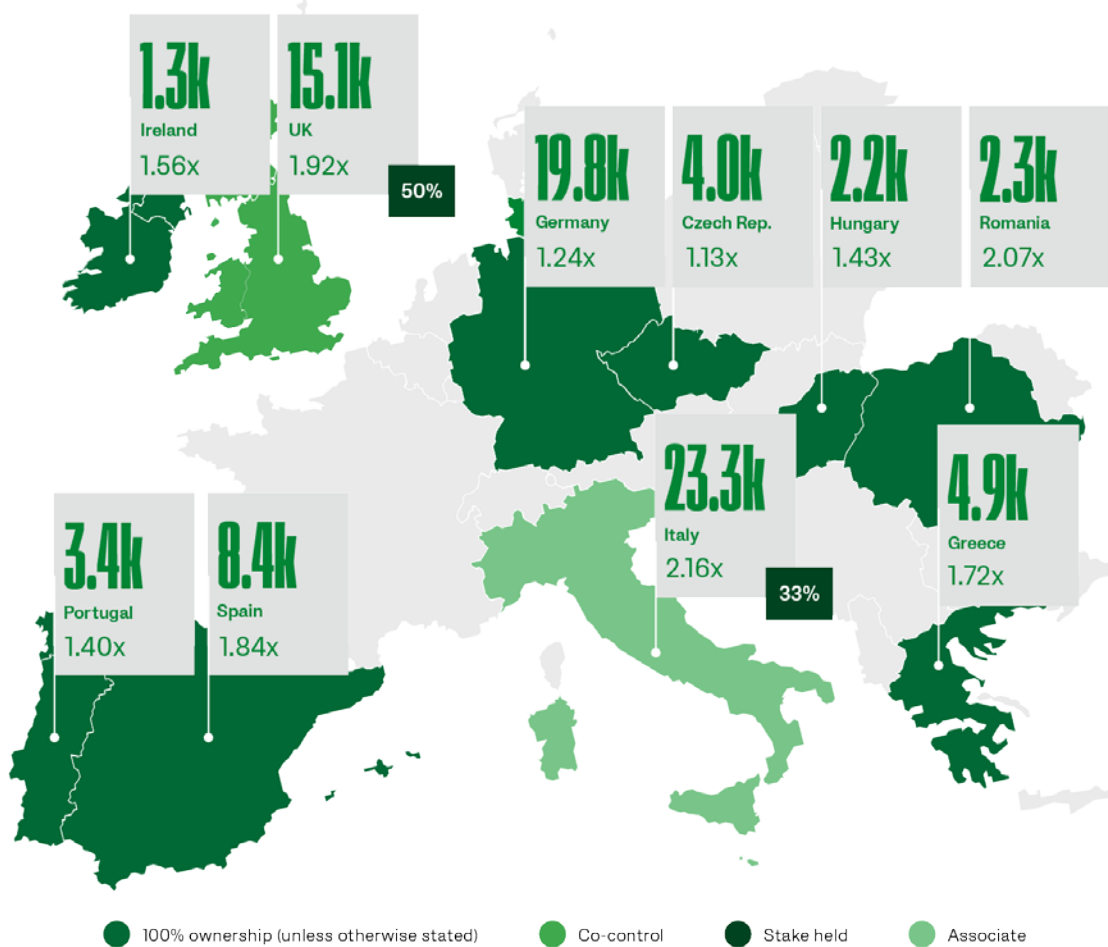 1.3k
Ireland
1.56x
15.1k
UK
1.92x
50%
19.8k
Germany
1.24x
4.0k
Czech Rep.
1.13x
2.2k
Hungary
1.43x
2.3k
Romania
2.07x
23.3k
Italy
2.16x
33%
4.9k
Greece
1.72x
3.4k
Portugal
1.40x
8.4k
Spain
1.84x
100% ownership (unless otherwise stated)
Co-control
Stake held
Associate